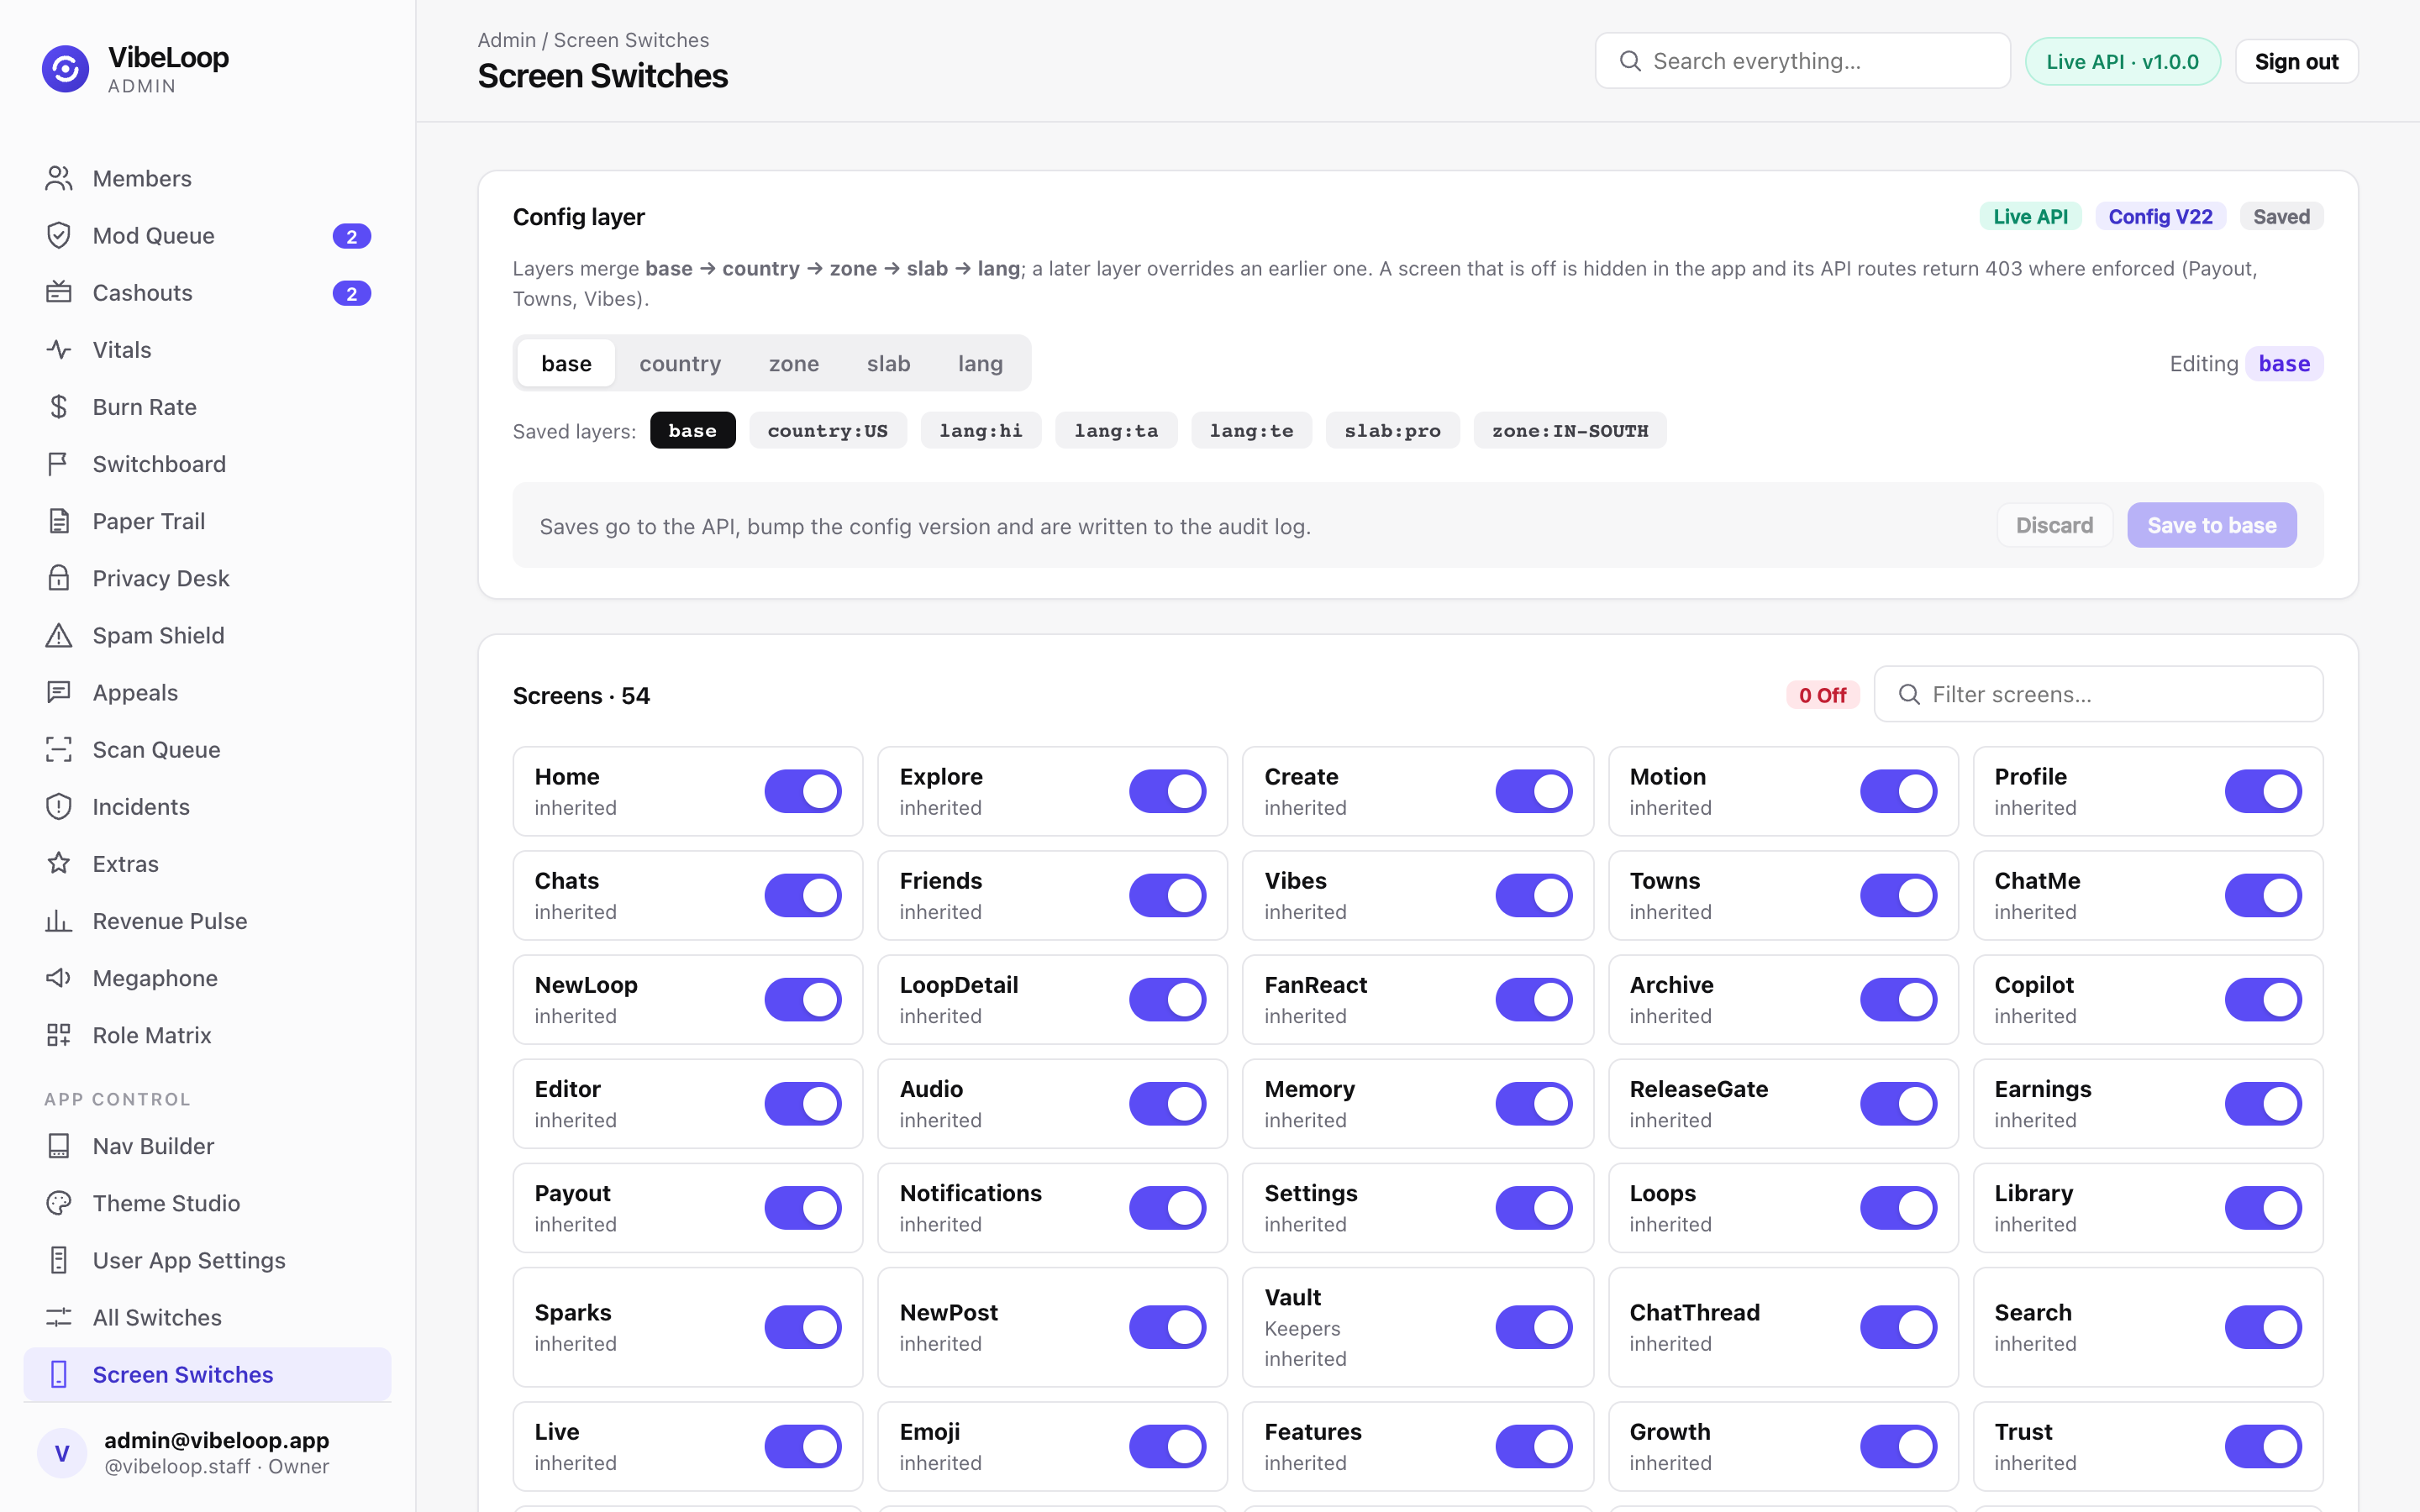 VibeLoop
ADMIN
Members
Mod Queue 2
Cashouts 2
Vitals
Burn Rate
Switchboard
Paper Trail
Privacy Desk
Spam Shield
Appeals
Scan Queue
Incidents
Extras
Revenue Pulse
Megaphone
Role Matrix
APP CONTROL
Nav Builder
Theme Studio
User App Settings
All Switches
Screen Switches
V
admin@vibeloop.app
@vibeloop.staff · Owner
Admin / Screen Switches
Screen Switches
Search everything...
Live API · v1.0.0
Sign out
Config layer
Live API Config V22 Saved
Layers merge base → country → zone → slab → lang; a later layer overrides an earlier one. A screen that is off is hidden in the app and its API routes return 403 where enforced (Payout,
Towns, Vibes).
base country zone slab lang
Editing base
Saved layers: base country:US lang:hi lang:ta lang:te slab:pro zone:IN-SOUTH
Saves go to the API, bump the config version and are written to the audit log.
Discard Save to base
Screens · 54
0 Off
Filter screens...
Home Explore Create Motion Profile
inherited inherited inherited inherited inherited
Chats Friends Vibes Towns ChatMe
inherited inherited inherited inherited inherited
NewLoop LoopDetail FanReact Archive Copilot
inherited inherited inherited inherited inherited
Editor Audio Memory ReleaseGate Earnings
inherited inherited inherited inherited inherited
Payout Notifications Settings Loops Library
inherited inherited inherited inherited inherited
Sparks NewPost Vault ChatThread Search
Keepers
inherited inherited inherited inherited inherited
Live Emoji Features Growth Trust
inherited inherited inherited inherited inherited